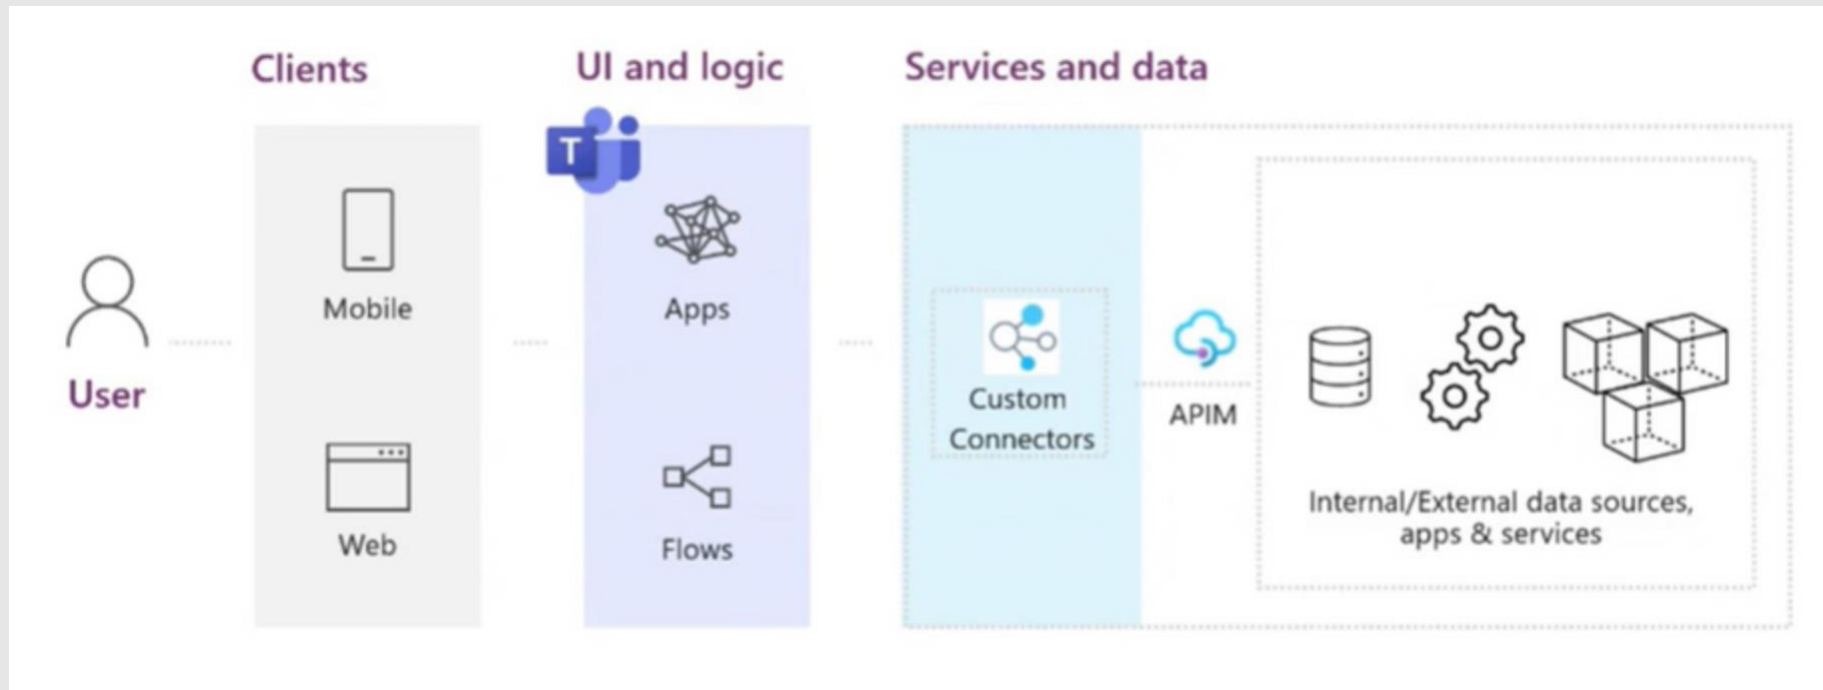 Clients
UI and logic
Services and data
T
Mobile
Apps
User
Custom
Connectors
APIM
Web
Flows
Internal/External data sources,
apps & services